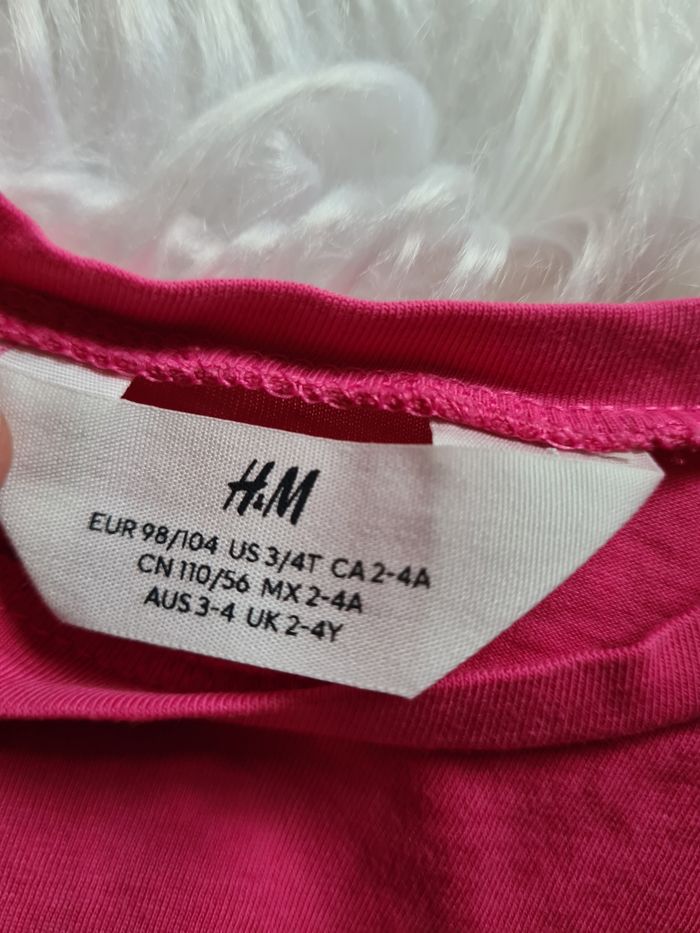 H&M
EUR 98/104 US 3/4T CA 2-4A
CN 110/56 MX 2-4A
AUS 3-4 UK 2-4Y